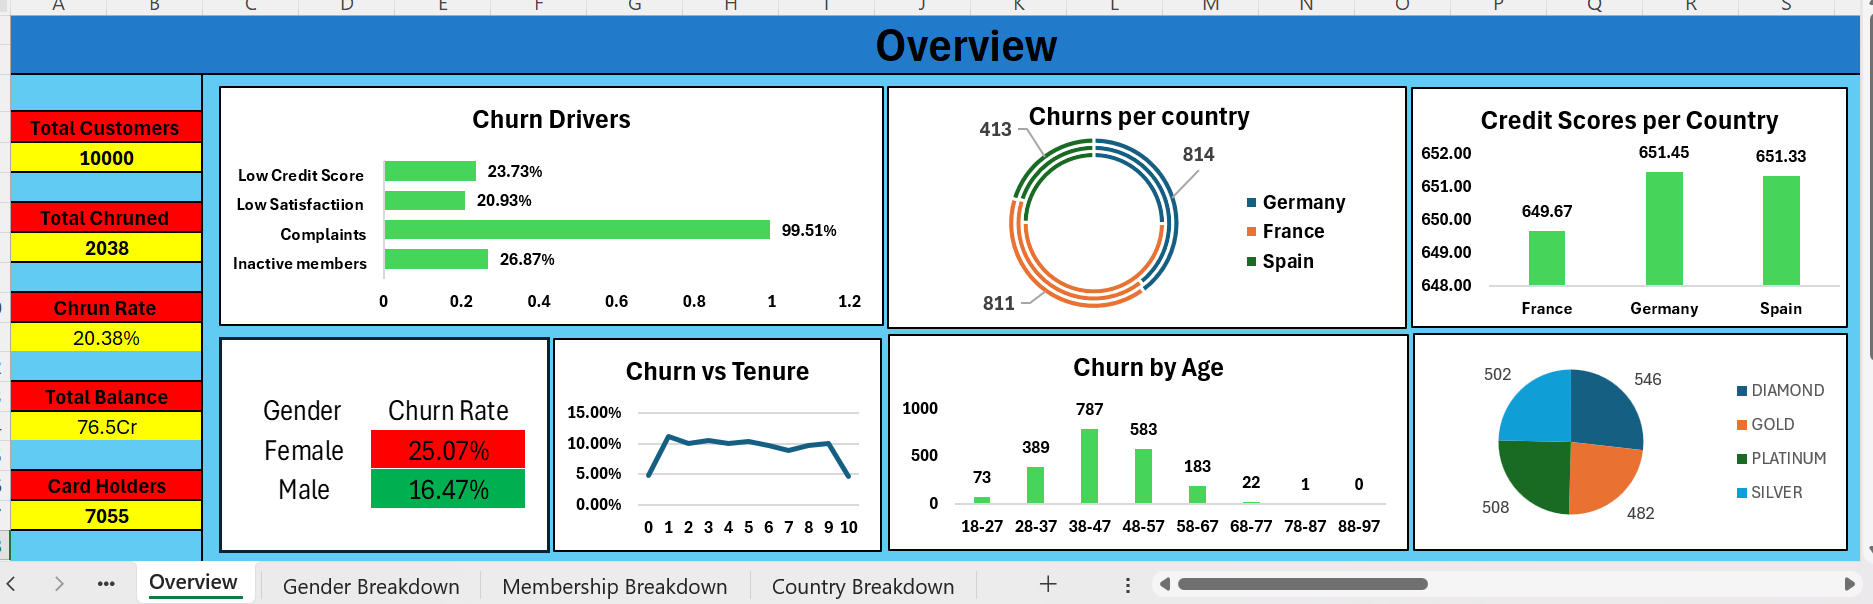 A B C D E F G H I J K L M N O P Q R S
Overview
Total Customers
10000
Total Chruned
2038
Chrun Rate
20.38%
Total Balance
76.5Cr
Card Holders
7055
Churn Drivers
Low Credit Score 23.73%
Low Satisfactiion 20.93%
Complaints 99.51%
Inactive members 26.87%
0 0.2 0.4 0.6 0.8 1 1.2
Churns per country
413
814
811
Germany
France
Spain
Credit Scores per Country
652.00
651.00
650.00
649.00
648.00
649.67
651.45
651.33
France Germany Spain
Gender Churn Rate
Female 25.07%
Male 16.47%
Churn vs Tenure
15.00%
10.00%
5.00%
0.00%
0 1 2 3 4 5 6 7 8 9 10
Churn by Age
1000
500
0
73 389 787 583 183 22 1 0
18-27 28-37 38-47 48-57 58-67 68-77 78-87 88-97
502
546
508
482
DIAMOND
GOLD
PLATINUM
SILVER
Overview Gender Breakdown Membership Breakdown Country Breakdown